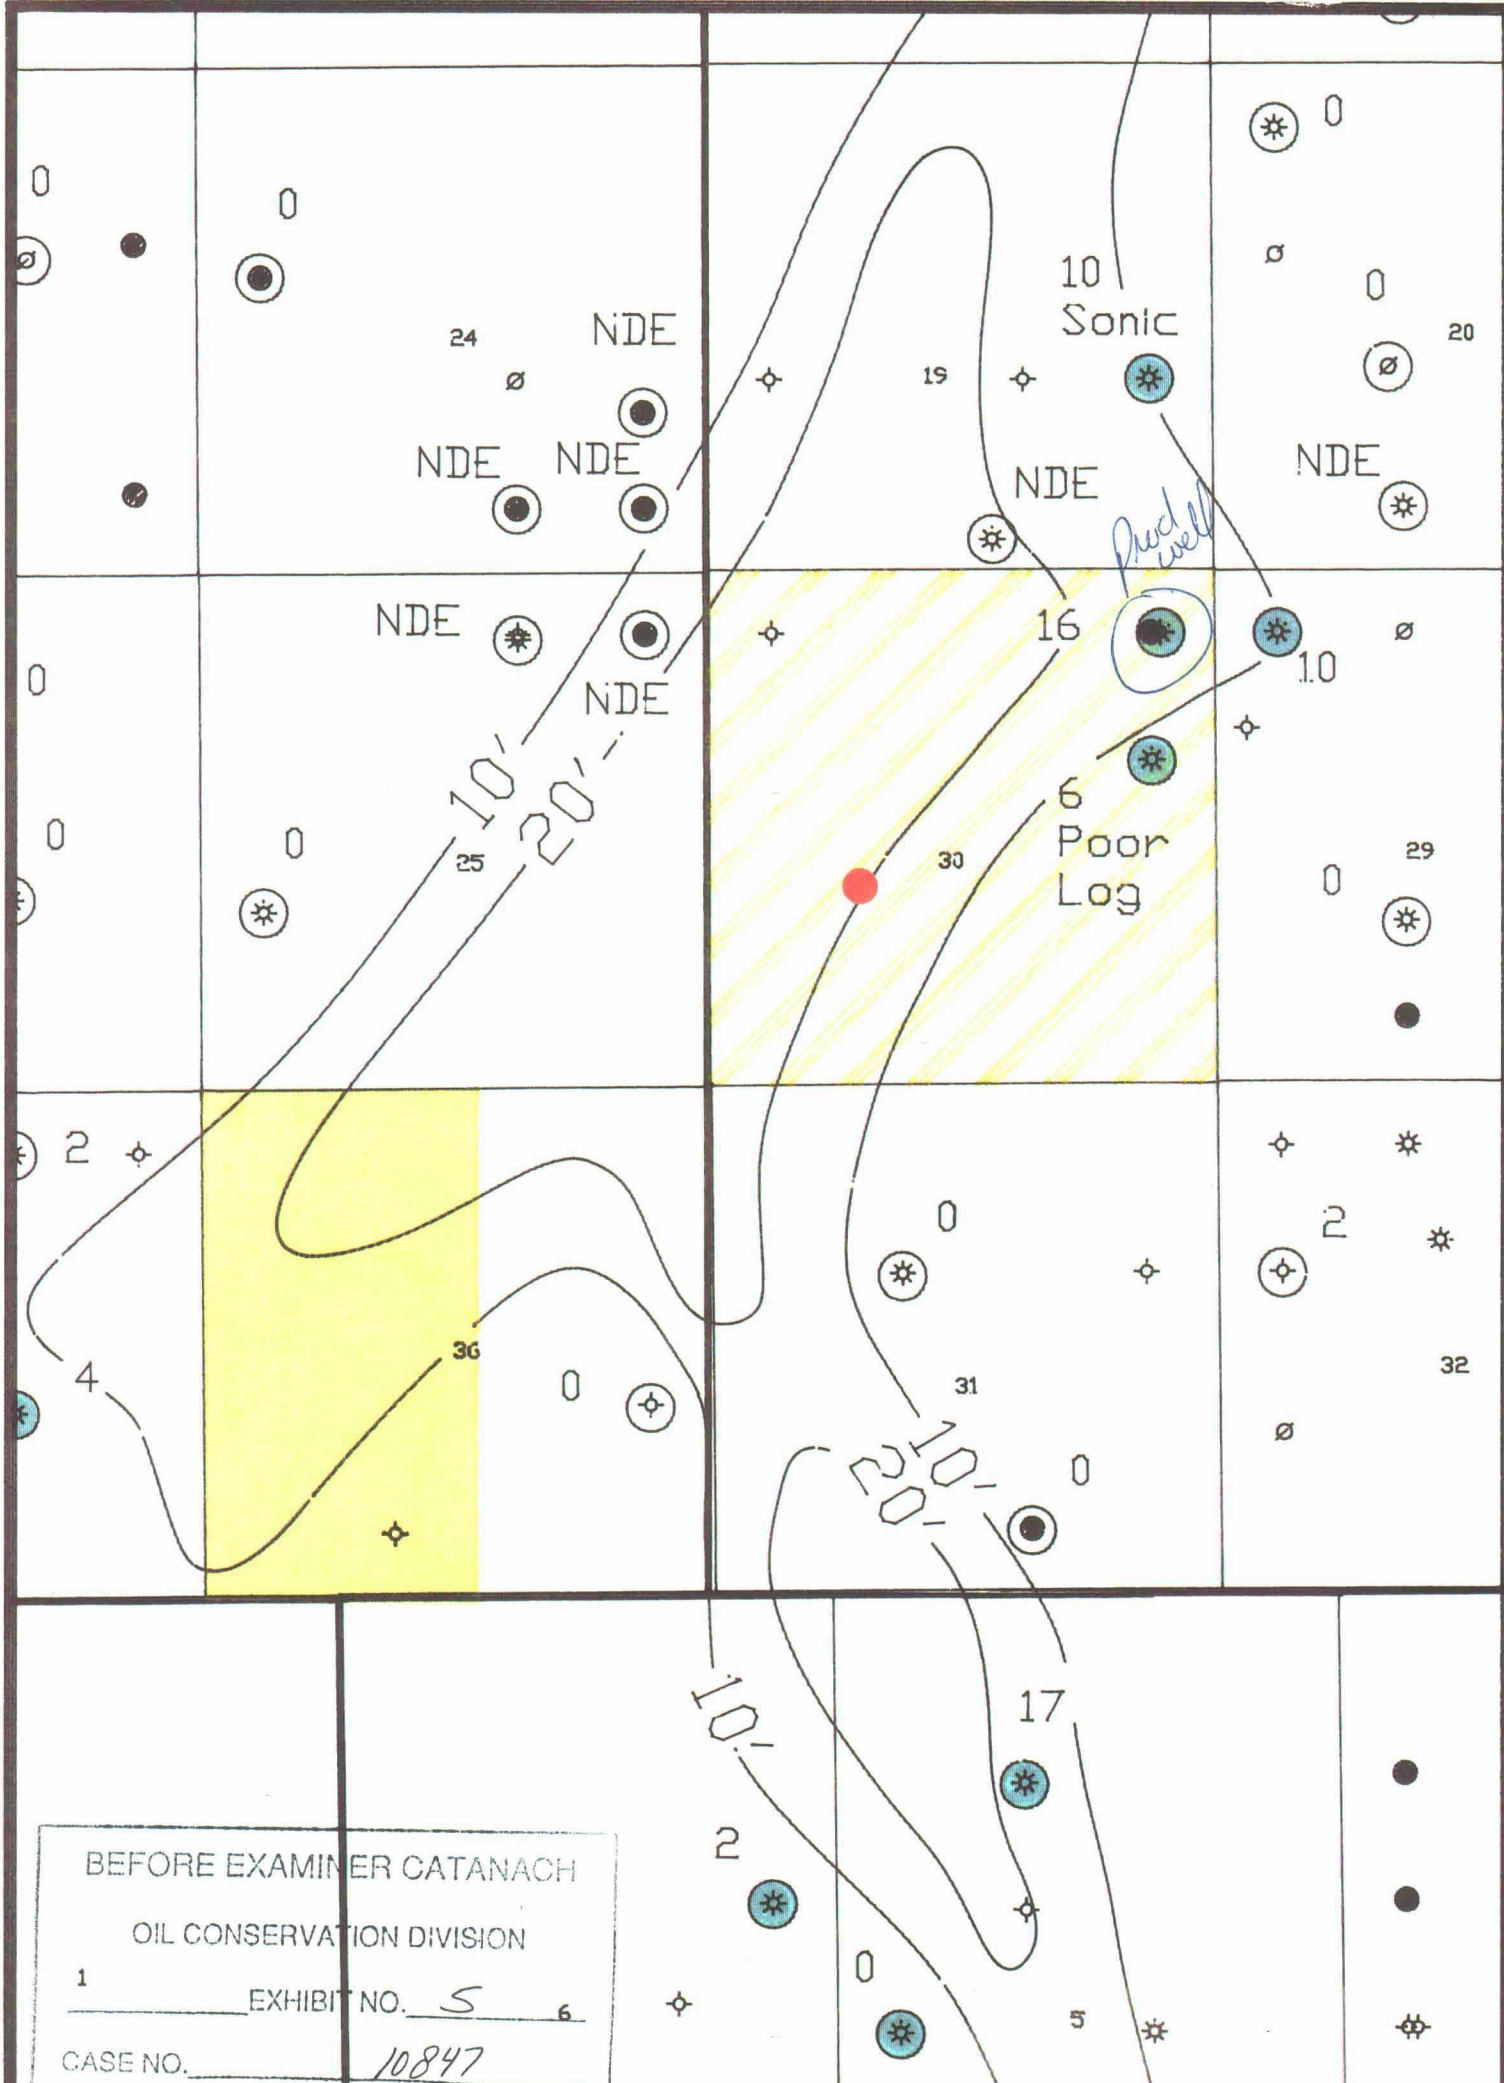 0
0
0
10
Sonic
0
24
NDE
20
19
NDE
NDE
NDE
NDE
Prod
well
NDE
16
0
NDE
10
10'
20'
6
Poor
Log
0
0
25
30
29
0
2
0
2
36
4
0
31
32
10'
20'
0
10'
17
2
0
5
BEFORE EXAMINER CATANACH
OIL CONSERVATION DIVISION
1 EXHIBIT NO. 5 6
CASE NO. 10847